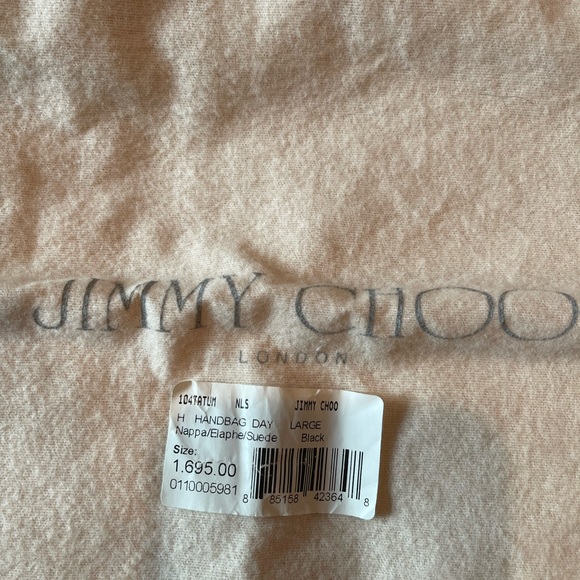 JIMMY CHOO
LONDON
104TATUM NLS JIMMY CHOO
H HANDBAG DAY LARGE
Nappa/Elaphe/Suede Black
Size:
1.695.00
0110005981
8 85158 42364 8